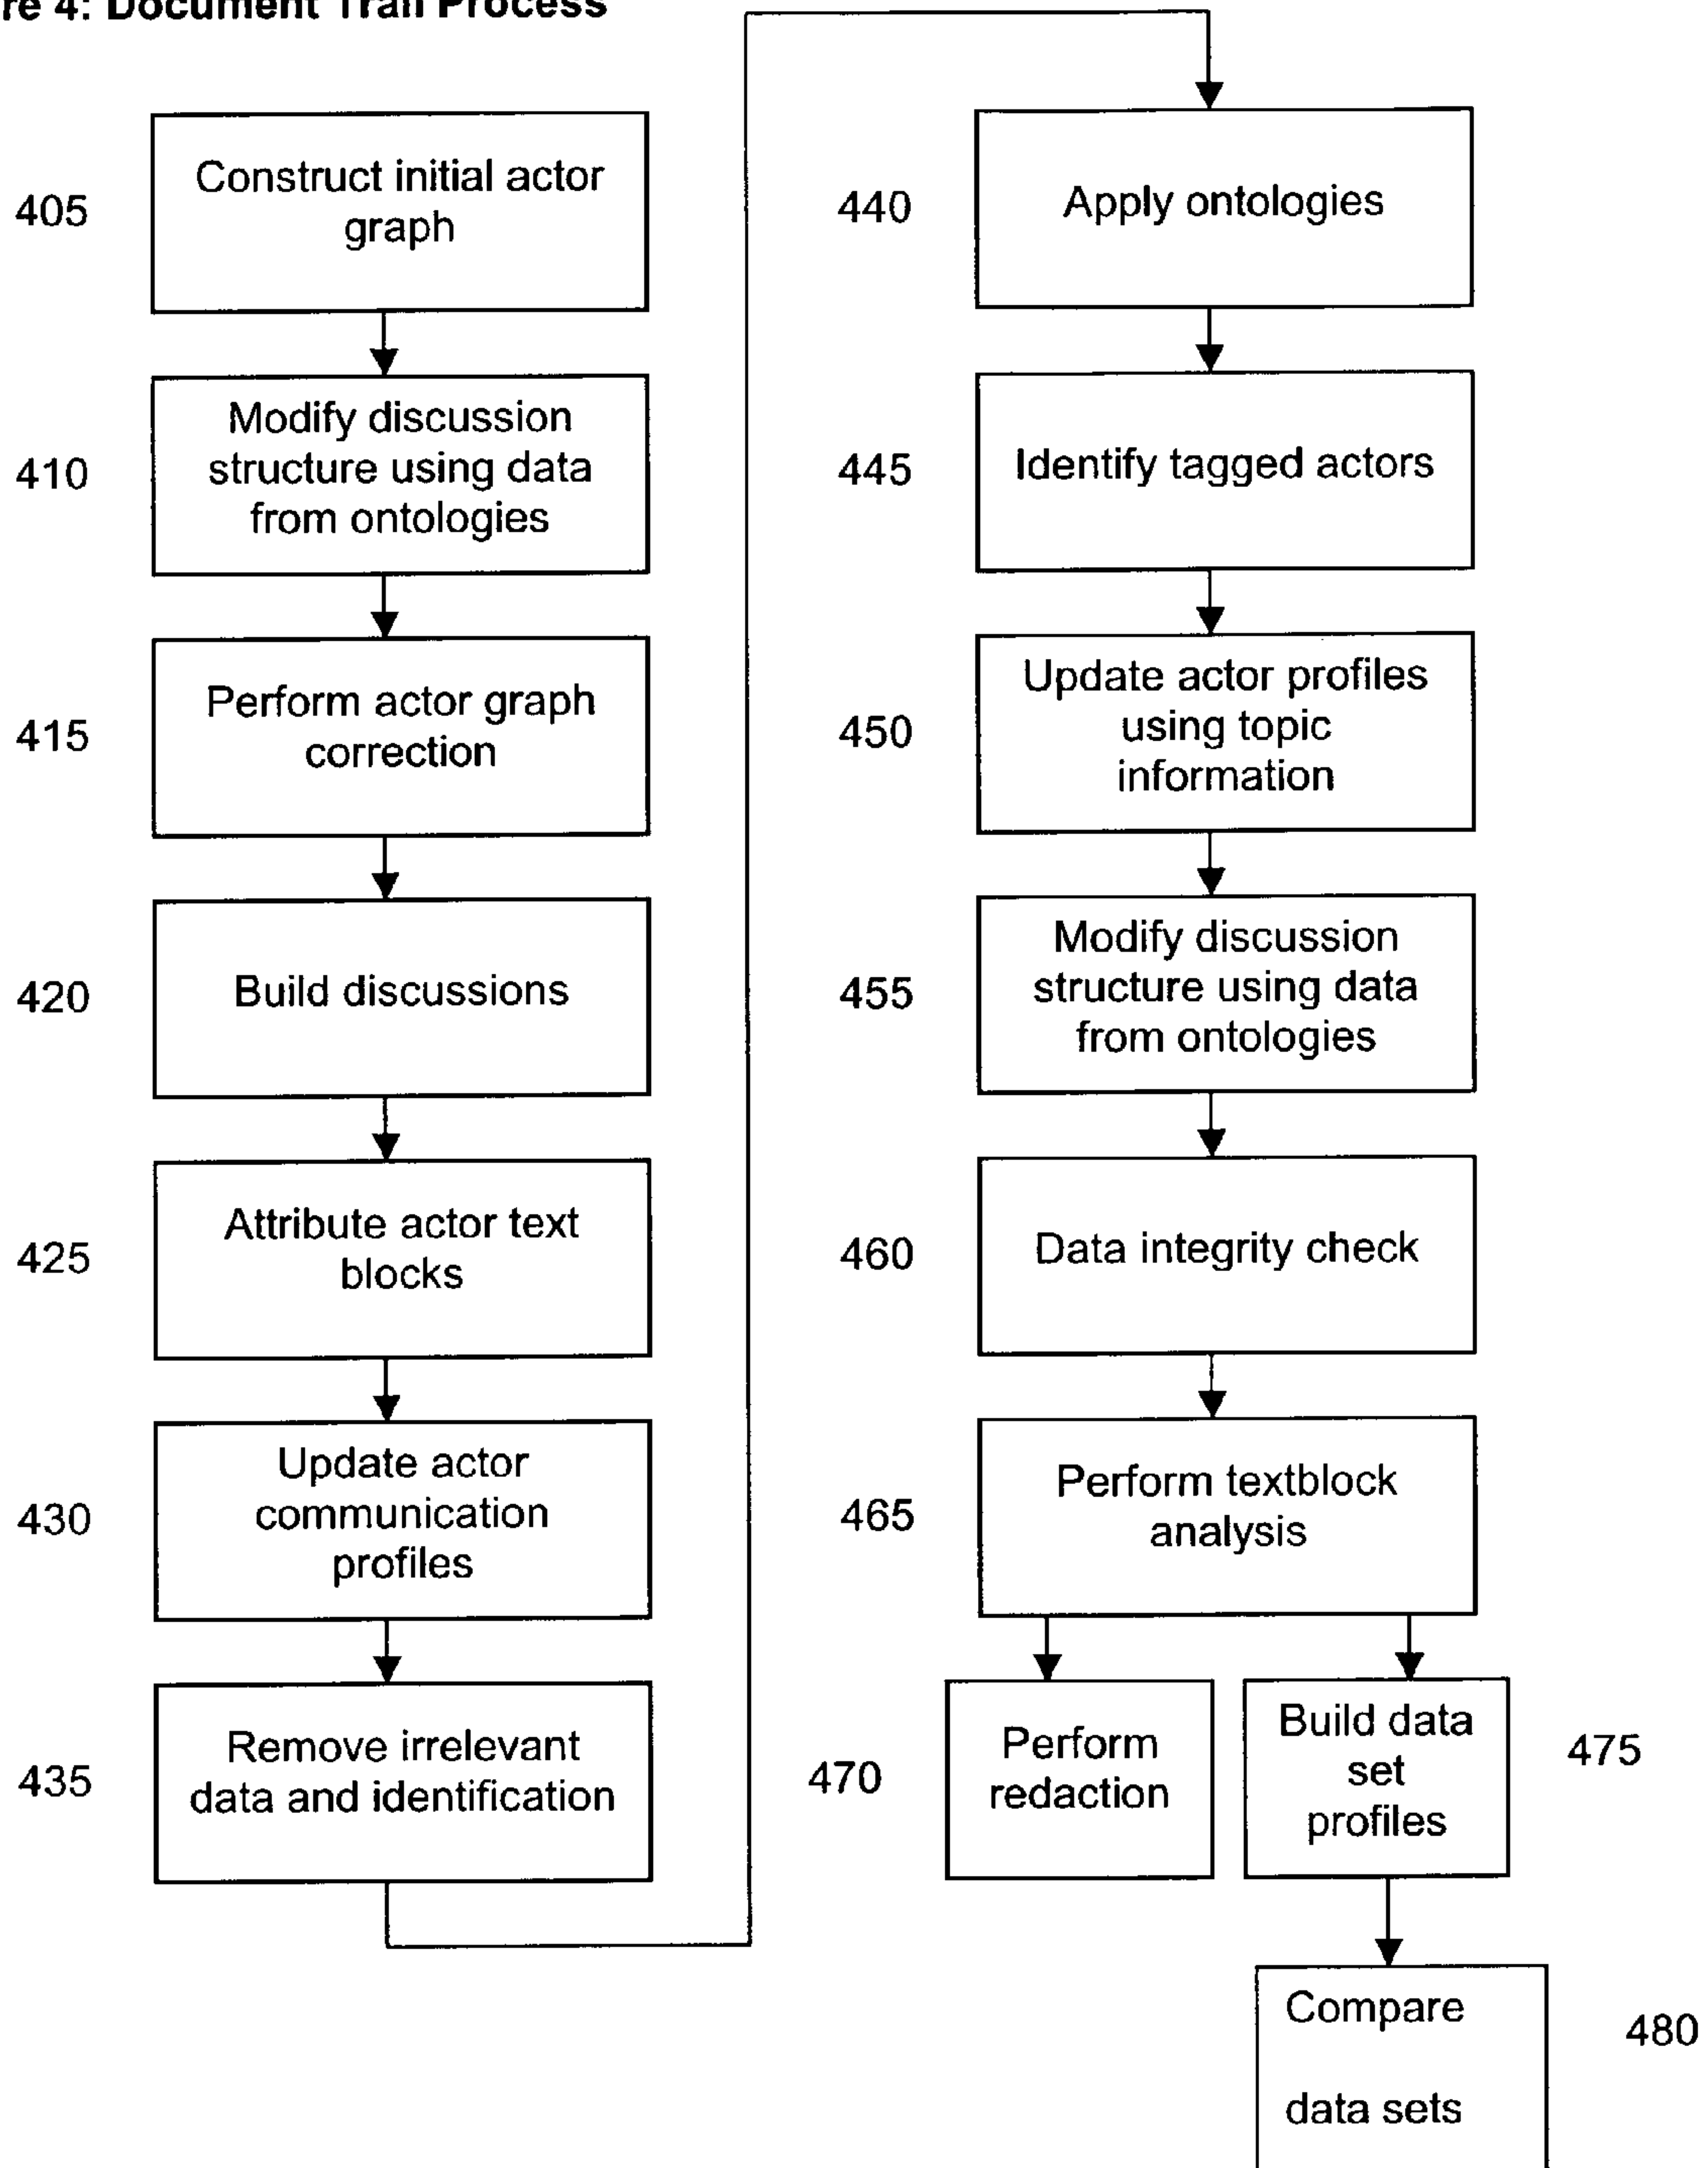 re 4: Document Trail Process
405
Construct initial actor
graph
410
Modify discussion
structure using data
from ontologies
415
Perform actor graph
correction
420
Build discussions
425
Attribute actor text
blocks
430
Update actor
communication
profiles
435
Remove irrelevant
data and identification
440
Apply ontologies
445
Identify tagged actors
450
Update actor profiles
using topic
information
455
Modify discussion
structure using data
from ontologies
460
Data integrity check
465
Perform textblock
analysis
470
Perform
redaction
Build data
set
profiles
475
Compare
data sets
480